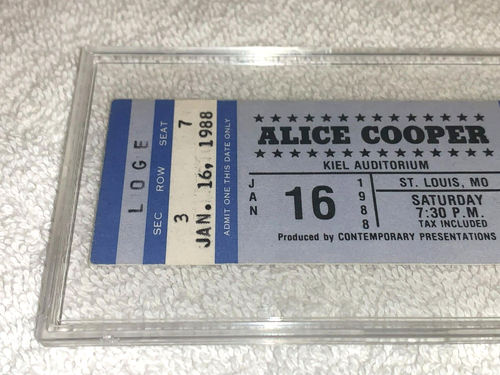 LOGE
SEC ROW SEAT
3 7
JAN. 16, 1988
ADMIT ONE THIS DATE ONLY
★★★★★★★★★★★★★★★
ALICE COOPER
★★★★★★★★★★★★★★★
KIEL AUDITORIUM
JAN 16 1988
ST. LOUIS, MO
SATURDAY
7:30 P.M.
TAX INCLUDED
Produced by CONTEMPORARY PRESENTATIONS